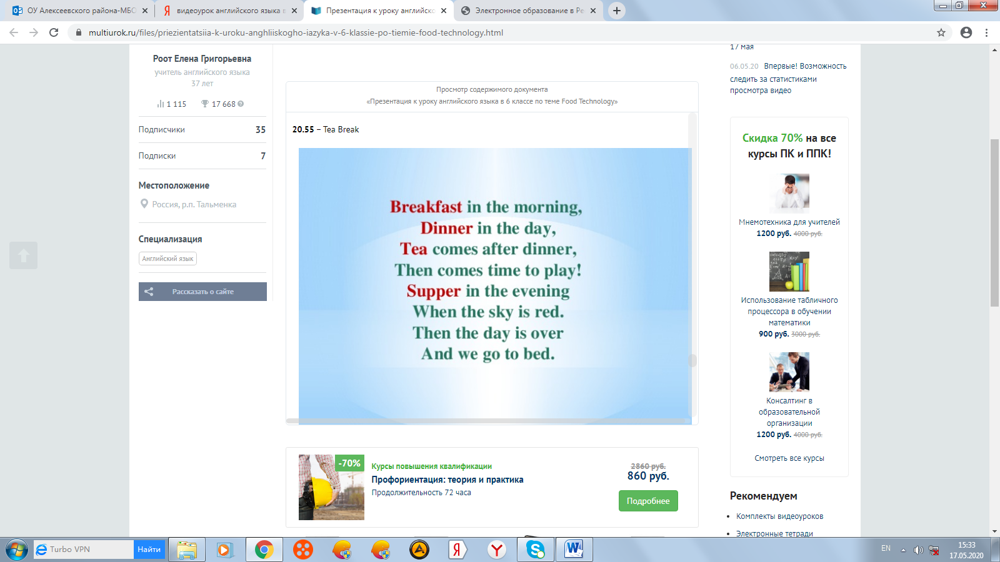 ОУ Алексеевского района-МБО
видеоурок английского языка в
Презентация к уроку английско
Электронное образование в Ре
multiurok.ru/files/priezientatsiia-k-uroku-anghliiskogho-iazyka-v-6-klassie-po-tiemie-food-technology.html
Роот Елена Григорьевна
учитель английского языка
37 лет
1 115 17 668
Подписчики 35
Подписки 7
Местоположение
Россия, р.п. Тальменка
Специализация
Английский язык
Рассказать о сайте
Просмотр содержимого документа
«Презентация к уроку английского языка в 6 классе по теме Food Technology»
20.55 – Tea Break
Breakfast in the morning,
Dinner in the day,
Tea comes after dinner,
Then comes time to play!
Supper in the evening
When the sky is red.
Then the day is over
And we go to bed.
-70%
Курсы повышения квалификации
Профориентация: теория и практика
Продолжительность 72 часа
2860 руб.
860 руб.
Подробнее
17 мая
06.05.20 Впервые! Возможность
следить за статистиками
просмотра видео
Скидка 70% на все
курсы ПК и ППК!
Мнемотехника для учителей
1200 руб. 4000 руб.
Использование табличного
процессора в обучении
математики
900 руб. 3000 руб.
Консалтинг в
образовательной
организации
1200 руб. 4000 руб.
Смотреть все курсы
Рекомендуем
Комплекты видеоуроков
Электронные тетради
Turbo VPN
Найти
EN
15:33
17.05.2020